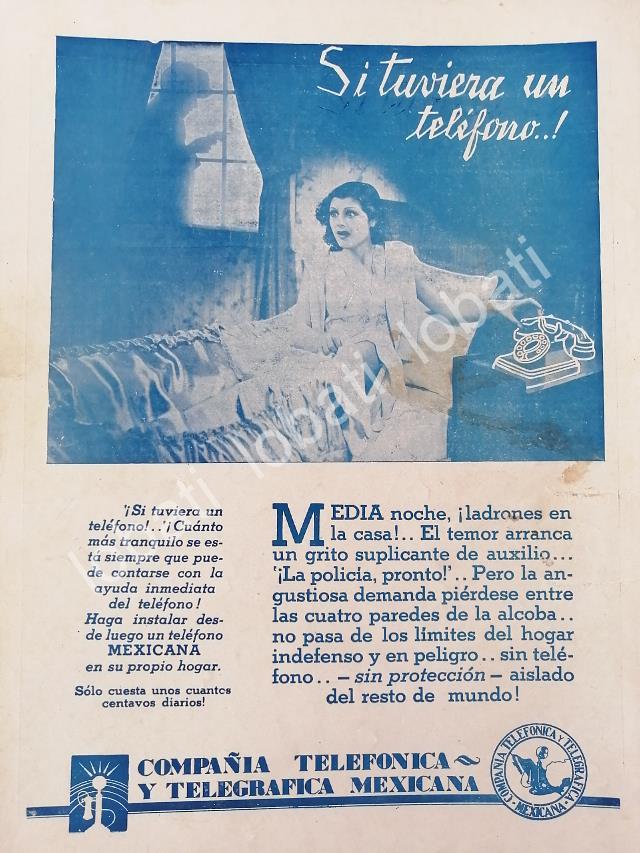 Si tuviera un
teléfono..!
'¡Si tuviera un
teléfono!..'¡Cuánto
más tranquilo se es-
tá siempre que pue-
de contarse con la
ayuda inmediata
del teléfono!
Haga instalar des-
de luego un teléfono
MEXICANA
en su propio hogar.
Sólo cuesta unos cuantos
centavos diarios!
MEDIA noche, ¡ladrones en
la casa!.. El temor arranca
un grito suplicante de auxilio...
'¡La policía, pronto!'.. Pero la an-
gustiosa demanda piérdese entre
las cuatro paredes de la alcoba..
no pasa de los límites del hogar
indefenso y en peligro.. sin telé-
fono.. – sin protección – aislado
del resto de mundo!
COMPAÑIA TELEFONICA
Y TELEGRAFICA MEXICANA
COMPAÑIA TELEFONICA Y TELEGRAFICA
MEXICANA
lobati lobati lobati lobati